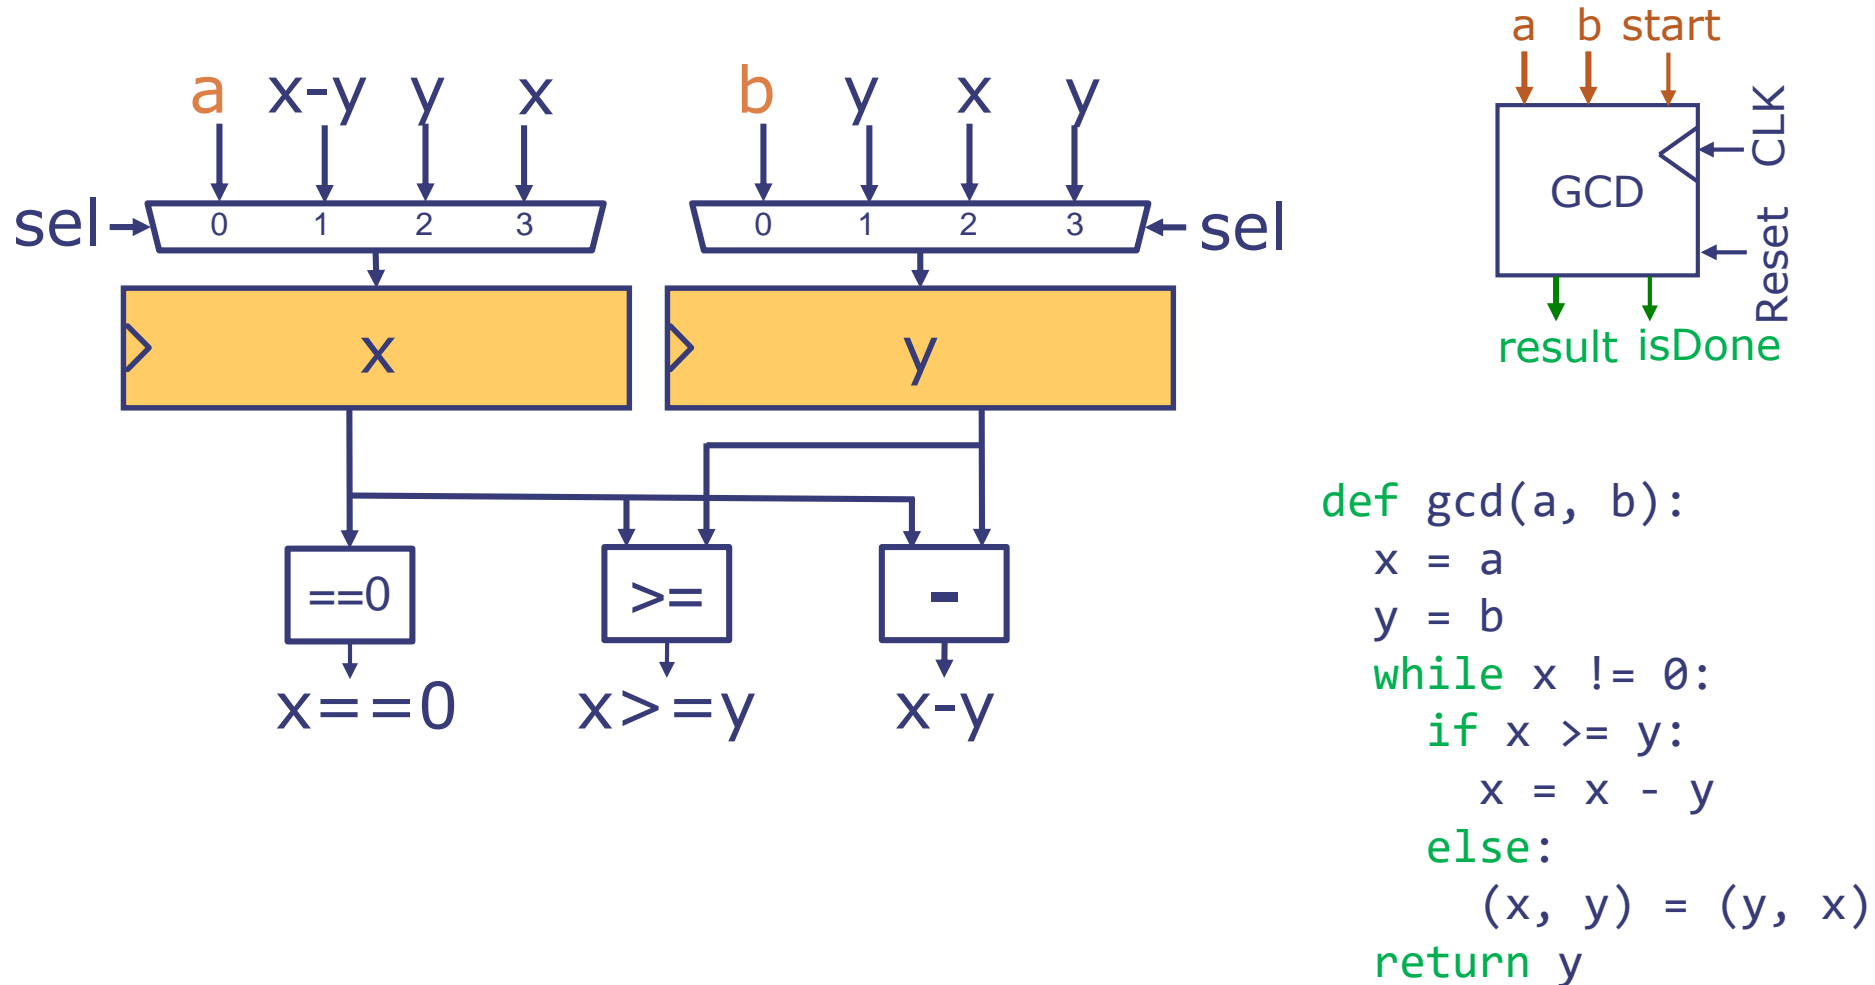 a x-y y x
b y x y
sel 0 1 2 3
0 1 2 3 sel
x
y
==0
>=
-
x==0
x>=y
x-y
a b start
GCD
CLK
Reset
result isDone
def gcd(a, b):
x = a
y = b
while x != 0:
if x >= y:
x = x - y
else:
(x, y) = (y, x)
return y